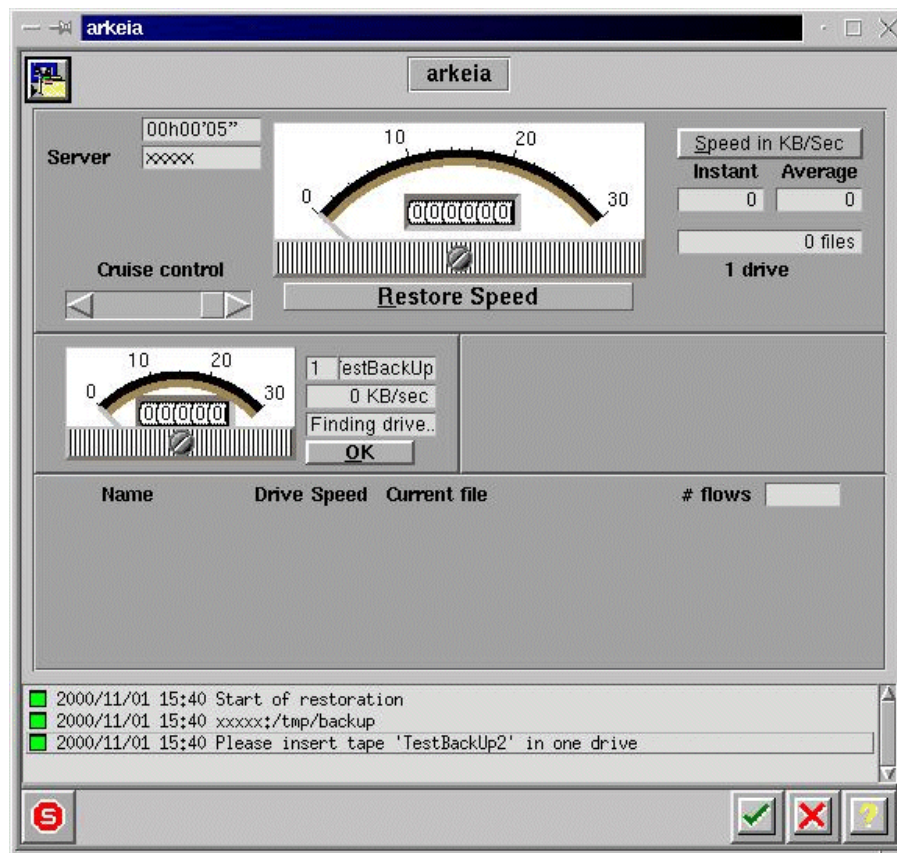 arkeia
arkeia
00h00'05"
Server xxxxx
0 10 20 30
000000
Speed in KB/Sec
Instant Average
0 0
0 files
1 drive
Cruise control
Restore Speed
0 10 20 30
00000
1 estBackUp
0 KB/sec
Finding drive..
OK
Name Drive Speed Current file # flows
2000/11/01 15:40 Start of restoration
2000/11/01 15:40 xxxxx:/tmp/backup
2000/11/01 15:40 Please insert tape 'TestBackUp2' in one drive
S
?